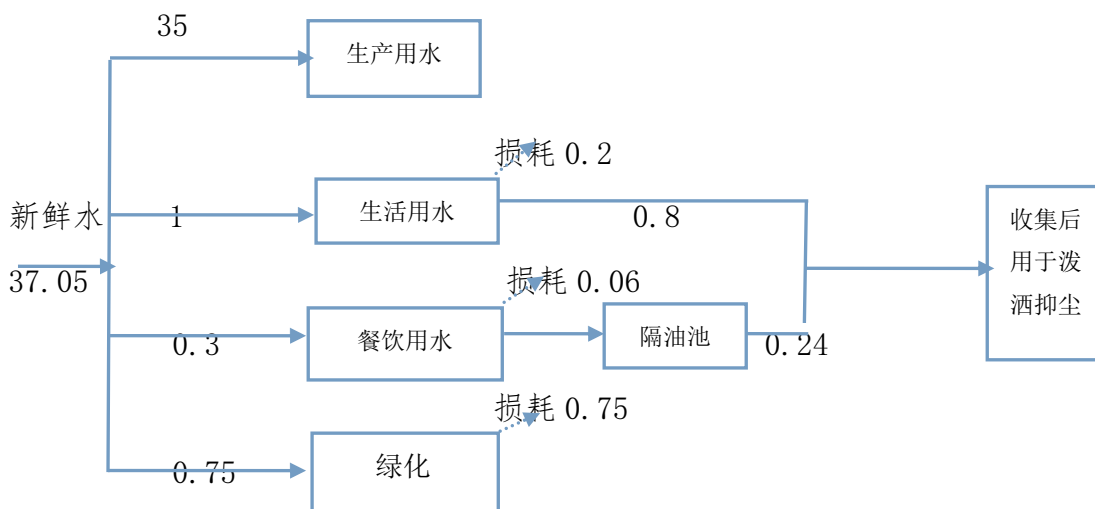 35
生产用水
损耗 0.2
新鲜水
1
生活用水
0.8
收集后
用于泼
洒抑尘
37.05
损耗 0.06
0.3
餐饮用水
隔油池
0.24
损耗 0.75
0.75
绿化